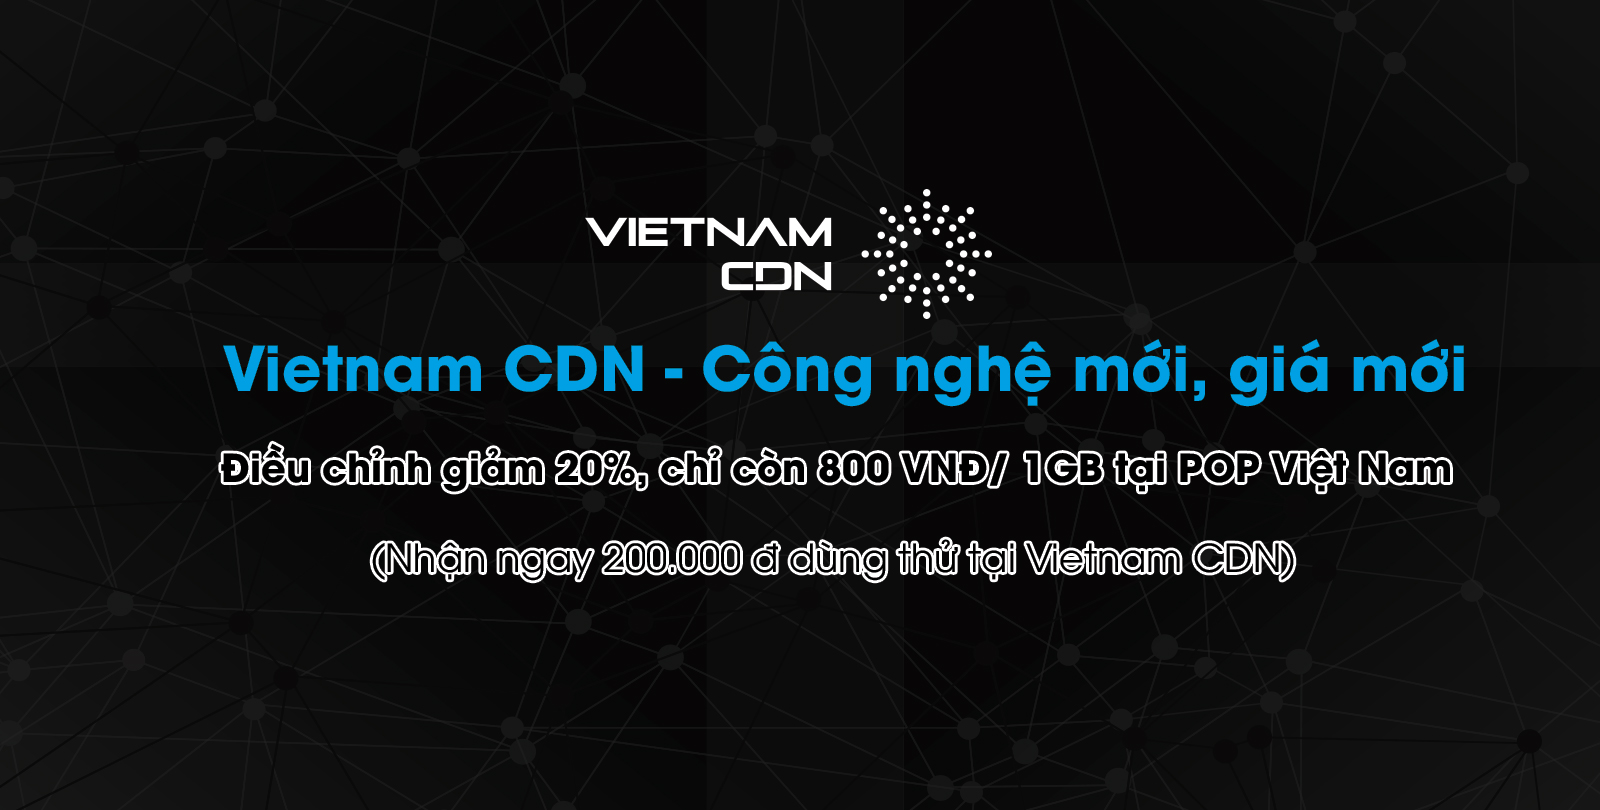 VIETNAM
CDN
Vietnam CDN - Công nghệ mới, giá mới
Điều chỉnh giảm 20%, chỉ còn 800 VNĐ/ 1GB tại POP Việt Nam
(Nhận ngay 200.000 đ dùng thử tại Vietnam CDN)